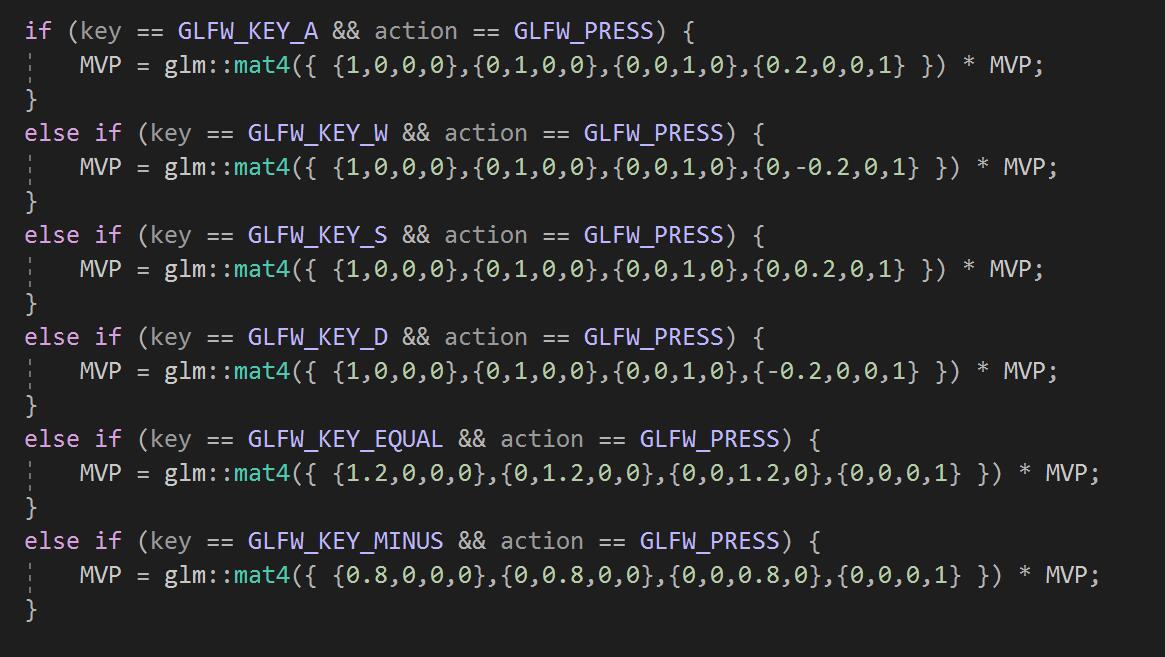 if (key == GLFW_KEY_A && action == GLFW_PRESS) {
    MVP = glm::mat4({ {1,0,0,0},{0,1,0,0},{0,0,1,0},{0.2,0,0,1} }) * MVP;
}
else if (key == GLFW_KEY_W && action == GLFW_PRESS) {
    MVP = glm::mat4({ {1,0,0,0},{0,1,0,0},{0,0,1,0},{0,-0.2,0,1} }) * MVP;
}
else if (key == GLFW_KEY_S && action == GLFW_PRESS) {
    MVP = glm::mat4({ {1,0,0,0},{0,1,0,0},{0,0,1,0},{0,0.2,0,1} }) * MVP;
}
else if (key == GLFW_KEY_D && action == GLFW_PRESS) {
    MVP = glm::mat4({ {1,0,0,0},{0,1,0,0},{0,0,1,0},{-0.2,0,0,1} }) * MVP;
}
else if (key == GLFW_KEY_EQUAL && action == GLFW_PRESS) {
    MVP = glm::mat4({ {1.2,0,0,0},{0,1.2,0,0},{0,0,1.2,0},{0,0,0,1} }) * MVP;
}
else if (key == GLFW_KEY_MINUS && action == GLFW_PRESS) {
    MVP = glm::mat4({ {0.8,0,0,0},{0,0.8,0,0},{0,0,0.8,0},{0,0,0,1} }) * MVP;
}